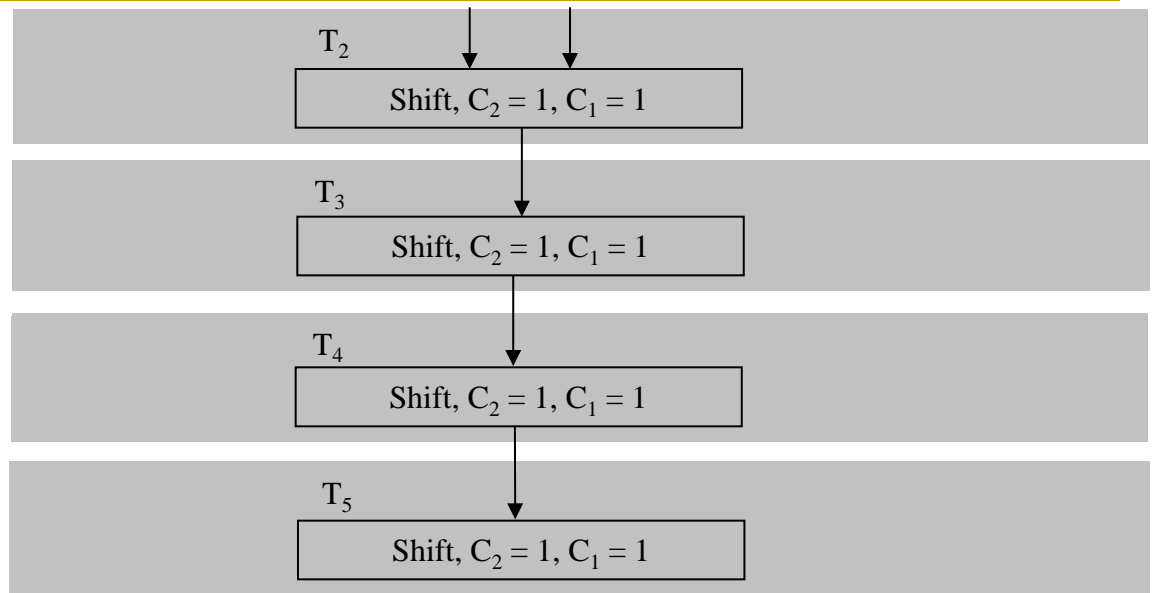 T₂
Shift, C₂ = 1, C₁ = 1
T₃
Shift, C₂ = 1, C₁ = 1
T₄
Shift, C₂ = 1, C₁ = 1
T₅
Shift, C₂ = 1, C₁ = 1